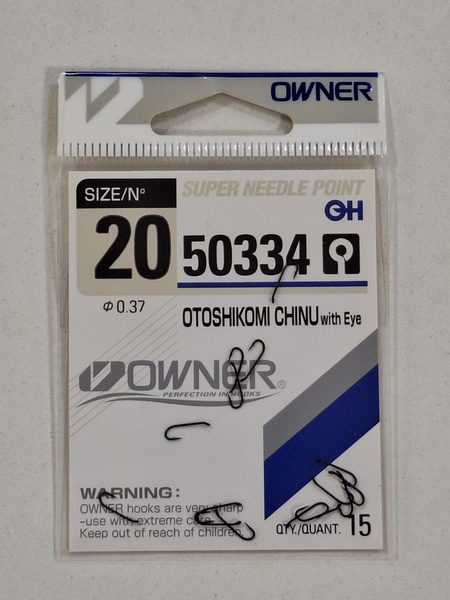 OWNER
SIZE/N°
SUPER NEEDLE POINT
20
OH
50334
Φ 0.37
OTOSHIKOMI CHINU with Eye
OWNER®
PERFECTION IN HOOKS
WARNING:
OWNER hooks are very sharp
-use with extreme care.
Keep out of reach of children.
QTY./QUANT. 15